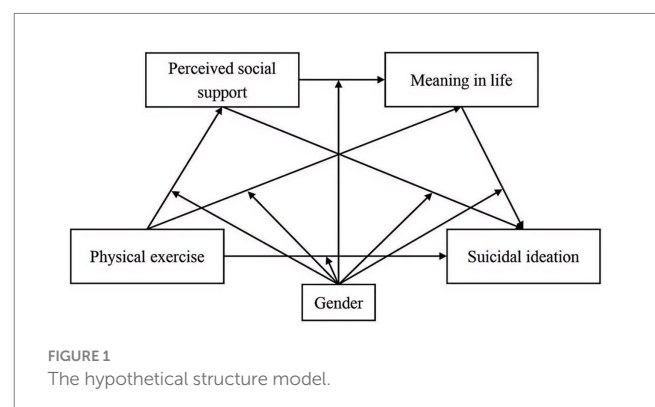 Perceived social
support
Meaning in life
Physical exercise
Suicidal ideation
Gender
FIGURE 1
The hypothetical structure model.